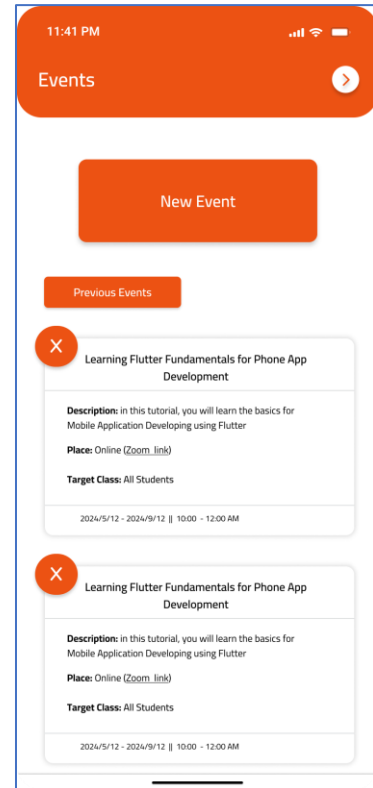 11:41 PM
Events
New Event
Previous Events
X
Learning Flutter Fundamentals for Phone App
Development
Description: in this tutorial, you will learn the basics for
Mobile Application Developing using Flutter
Place: Online (Zoom link)
Target Class: All Students
2024/5/12 - 2024/9/12 || 10:00 - 12:00 AM
X
Learning Flutter Fundamentals for Phone App
Development
Description: in this tutorial, you will learn the basics for
Mobile Application Developing using Flutter
Place: Online (Zoom link)
Target Class: All Students
2024/5/12 - 2024/9/12 || 10:00 - 12:00 AM